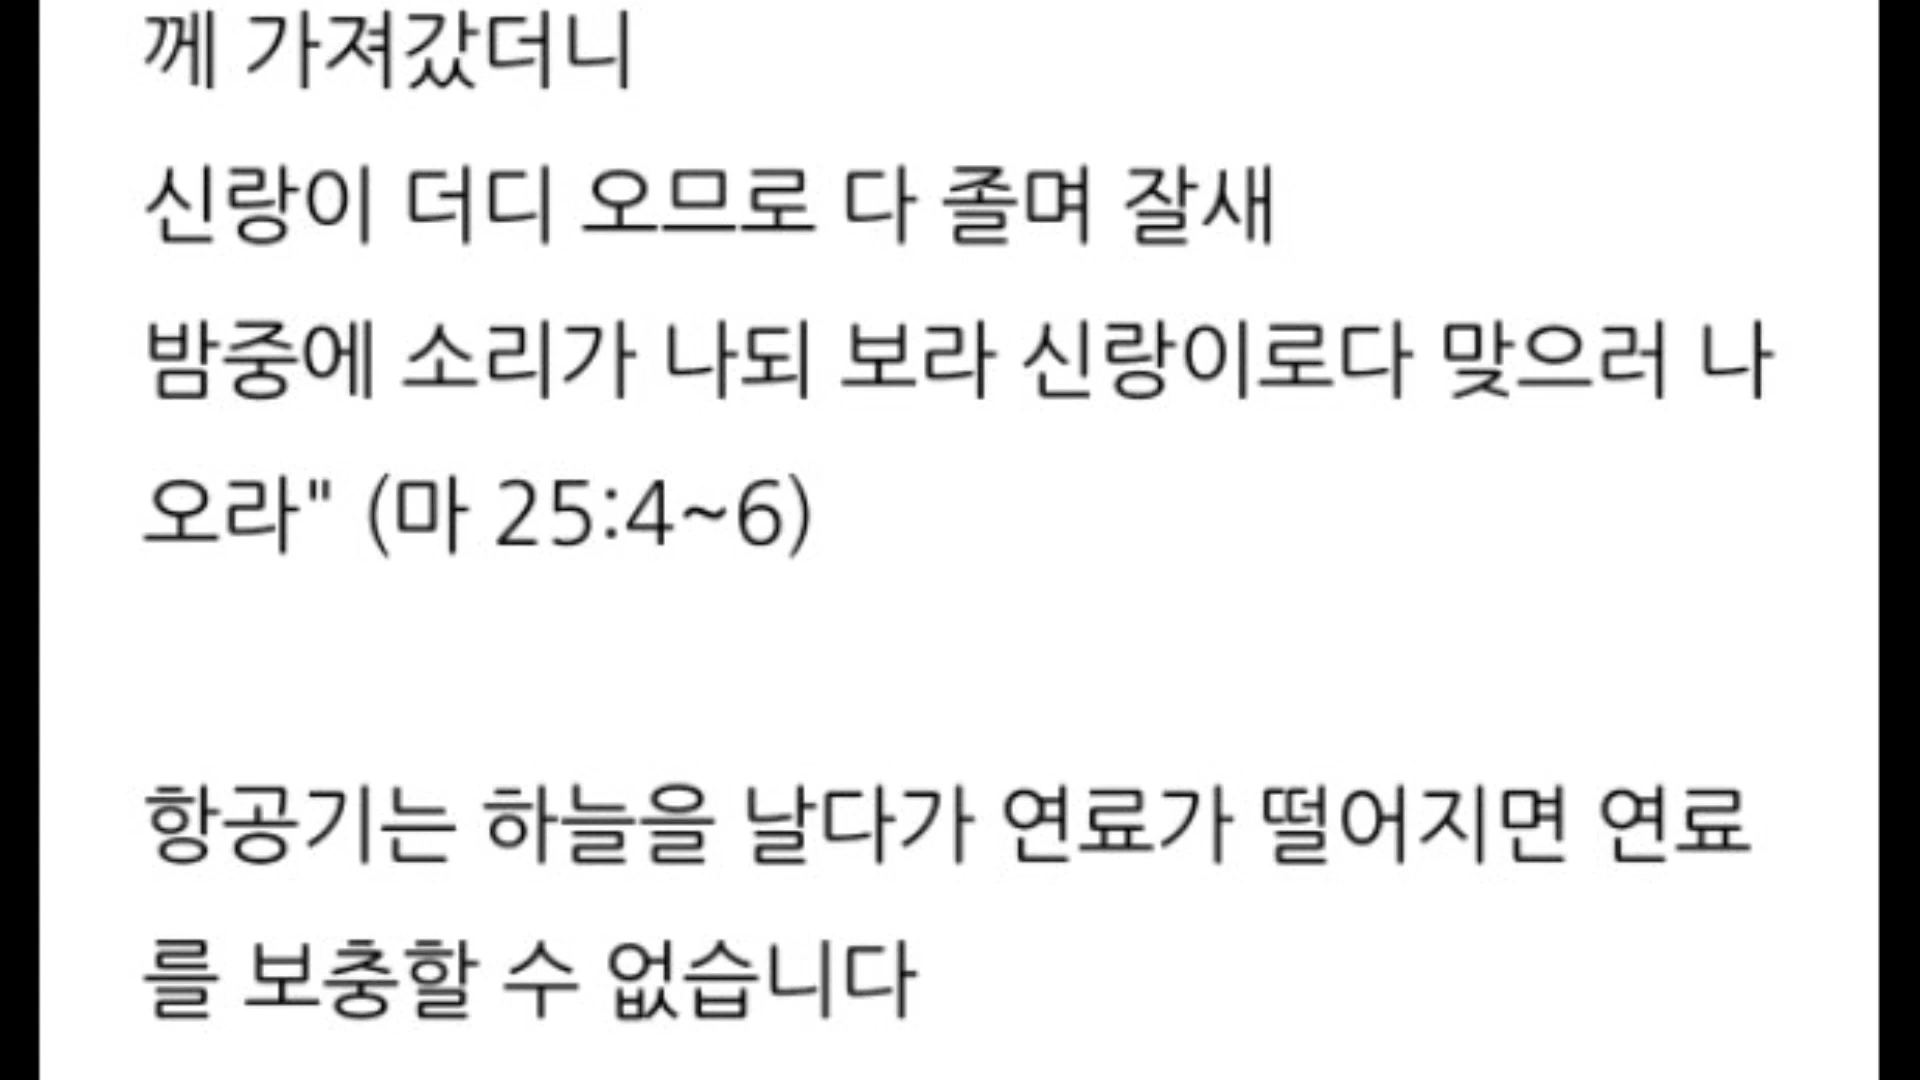 께 가져갔더니
신랑이 더디 오므로 다 졸며 잘새
밤중에 소리가 나되 보라 신랑이로다 맞으러 나
오라" (마 25:4~6)
항공기는 하늘을 날다가 연료가 떨어지면 연료
를 보충할 수 없습니다